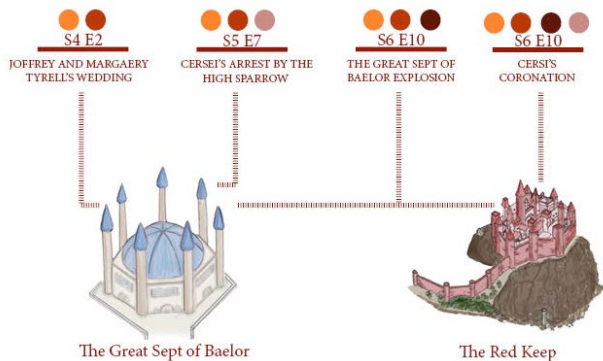 S4 E2
JOFFREY AND MARGAERY
TYRELL'S WEDDING
S5 E7
CERSEI'S ARREST BY THE
HIGH SPARROW
S6 E10
THE GREAT SEPT OF
BAELOR EXPLOSION
S6 E10
CERSI'S
CORONATION
The Great Sept of Baelor
The Red Keep